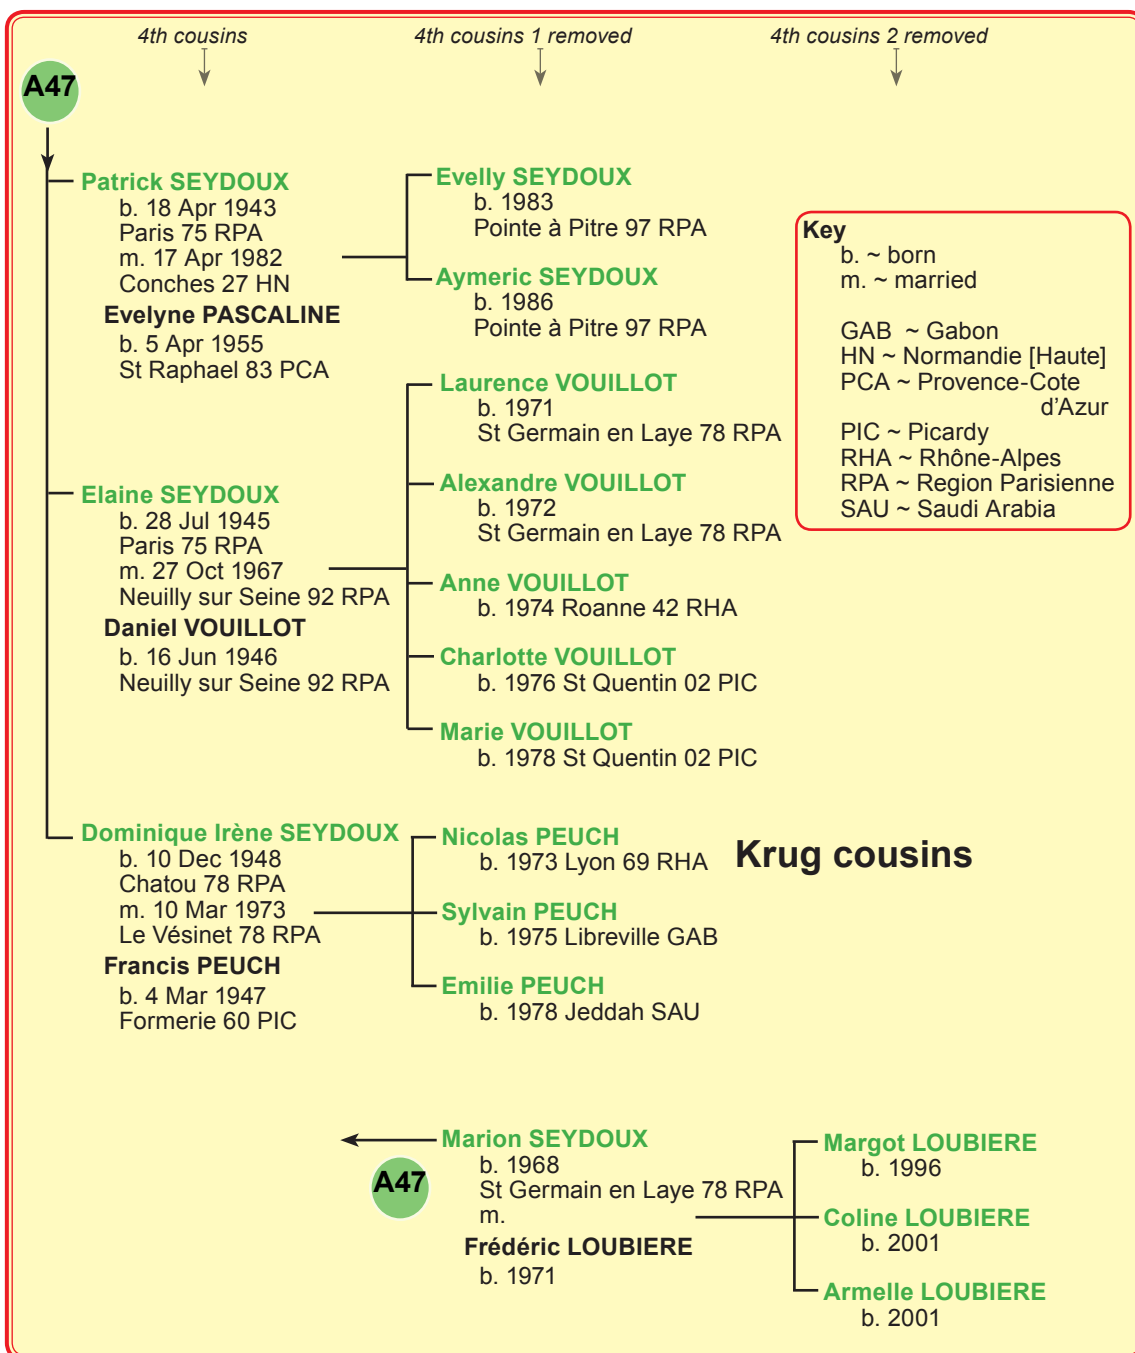 4th cousins
4th cousins 1 removed
4th cousins 2 removed
A47
Patrick SEYDOUX
b. 18 Apr 1943
Paris 75 RPA
m. 17 Apr 1982
Conches 27 HN
Evelyne PASCALINE
b. 5 Apr 1955
St Raphael 83 PCA
Evelly SEYDOUX
b. 1983
Pointe à Pitre 97 RPA
Aymeric SEYDOUX
b. 1986
Pointe à Pitre 97 RPA
Key
b. ~ born
m. ~ married
GAB ~ Gabon
HN ~ Normandie [Haute]
PCA ~ Provence-Cote
d'Azur
PIC ~ Picardy
RHA ~ Rhône-Alpes
RPA ~ Region Parisienne
SAU ~ Saudi Arabia
Elaine SEYDOUX
b. 28 Jul 1945
Paris 75 RPA
m. 27 Oct 1967
Neuilly sur Seine 92 RPA
Daniel VOUILLOT
b. 16 Jun 1946
Neuilly sur Seine 92 RPA
Laurence VOUILLOT
b. 1971
St Germain en Laye 78 RPA
Alexandre VOUILLOT
b. 1972
St Germain en Laye 78 RPA
Anne VOUILLOT
b. 1974 Roanne 42 RHA
Charlotte VOUILLOT
b. 1976 St Quentin 02 PIC
Marie VOUILLOT
b. 1978 St Quentin 02 PIC
Dominique Irène SEYDOUX
b. 10 Dec 1948
Chatou 78 RPA
m. 10 Mar 1973
Le Vésinet 78 RPA
Francis PEUCH
b. 4 Mar 1947
Formerie 60 PIC
Nicolas PEUCH
b. 1973 Lyon 69 RHA
Sylvain PEUCH
b. 1975 Libreville GAB
Emilie PEUCH
b. 1978 Jeddah SAU
Krug cousins
A47
Marion SEYDOUX
b. 1968
St Germain en Laye 78 RPA
m.
Frédéric LOUBIERE
b. 1971
Margot LOUBIERE
b. 1996
Coline LOUBIERE
b. 2001
Armelle LOUBIERE
b. 2001